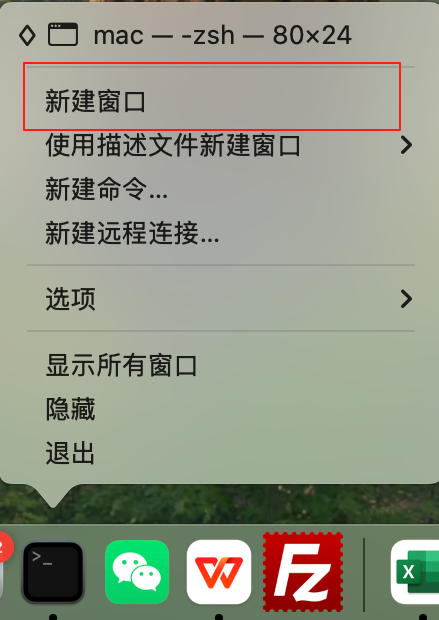 mac — -zsh — 80×24
新建窗口
使用描述文件新建窗口
新建命令...
新建远程连接...
选项
显示所有窗口
隐藏
退出
2
>_
W
Fz
X